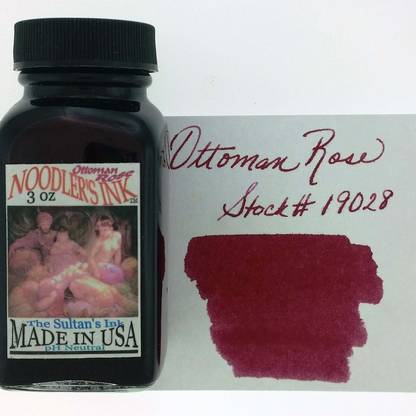 Ottoman
Rose
NOODLER'S INK
3 oz
The Sultan's Ink
MADE IN USA
pH Neutral
Ottoman Rose
Stock# 19028